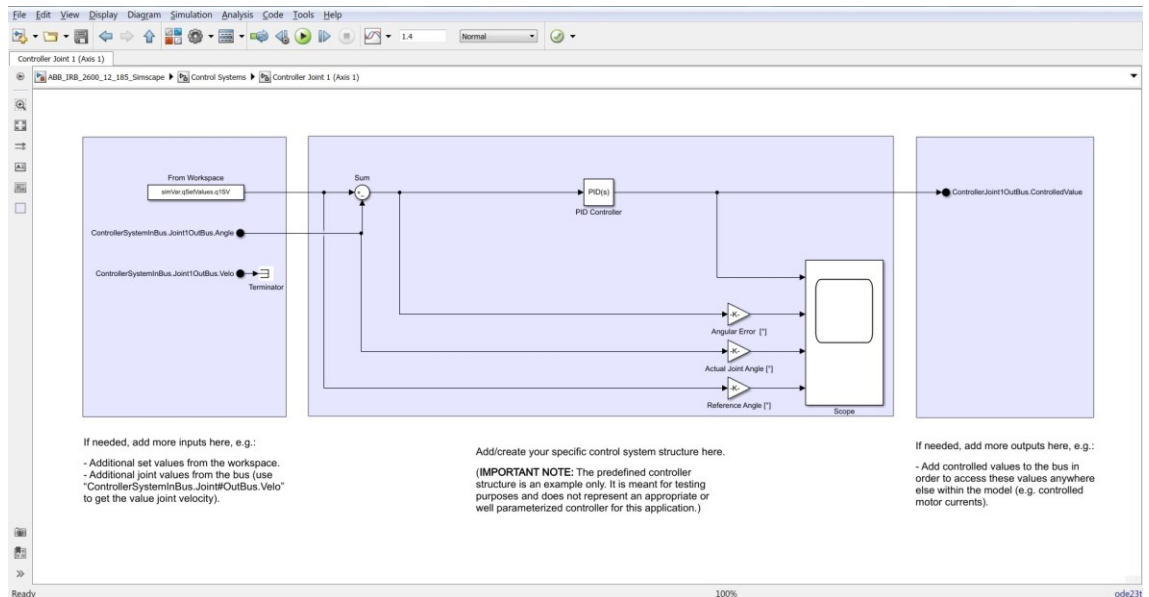 File Edit View Display Diagram Simulation Analysis Code Tools Help
1.4 Normal
Controller Joint 1 (Axis 1)
ABB_IRB_2600_12_185_Simscape Control Systems Controller Joint 1 (Axis 1)
From Workspace
simVar.qSetValues.q1SV
Sum
PID(s)
PID Controller
ControllerJoint1OutBus.ControlledValue
ControllerSystemInBus.Joint1OutBus.Angle
ControllerSystemInBus.Joint1OutBus.Velo
Terminator
-K-
Angular Error [°]
-K-
Actual Joint Angle [°]
-K-
Reference Angle [°]
Scope
If needed, add more inputs here, e.g.:
- Additional set values from the workspace.
- Additional joint values from the bus (use
"ControllerSystemInBus.Joint#OutBus.Velo"
to get the value joint velocity).
Add/create your specific control system structure here.
(IMPORTANT NOTE: The predefined controller
structure is an example only. It is meant for testing
purposes and does not represent an appropriate or
well parameterized controller for this application.)
If needed, add more outputs here, e.g.:
- Add controlled values to the bus in
order to access these values anywhere
else within the model (e.g. controlled
motor currents).
Ready 100% ode23t